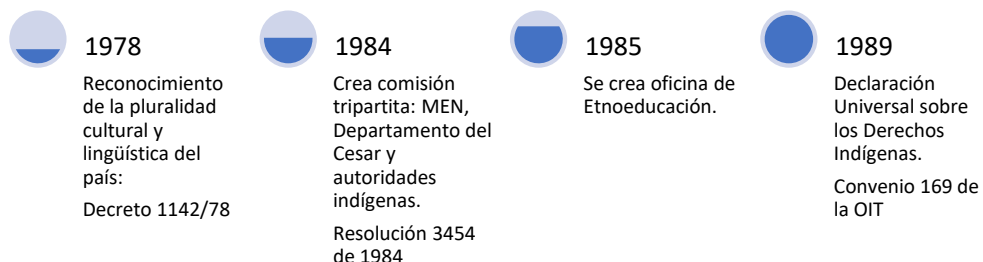 1978
Reconocimiento
de la pluralidad
cultural y
lingüística del
país:
Decreto 1142/78
1984
Crea comisión
tripartita: MEN,
Departamento del
Cesar y
autoridades
indígenas.
Resolución 3454
de 1984
1985
Se crea oficina de
Etnoeducación.
1989
Declaración
Universal sobre
los Derechos
Indígenas.
Convenio 169 de
la OIT